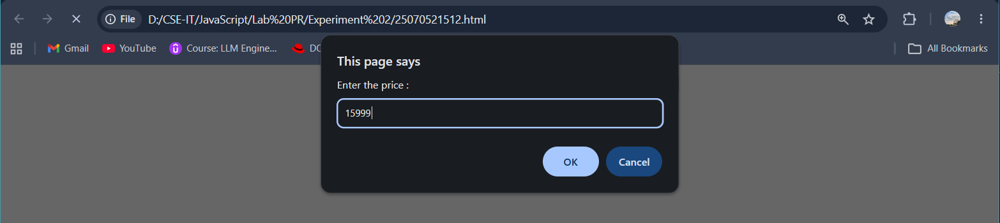 File D:/CSE-IT/JavaScript/Lab%20PR/Experiment%202/25070521512.html
Gmail YouTube Course: LLM Engine... DO All Bookmarks
This page says
Enter the price :
15999
OK Cancel